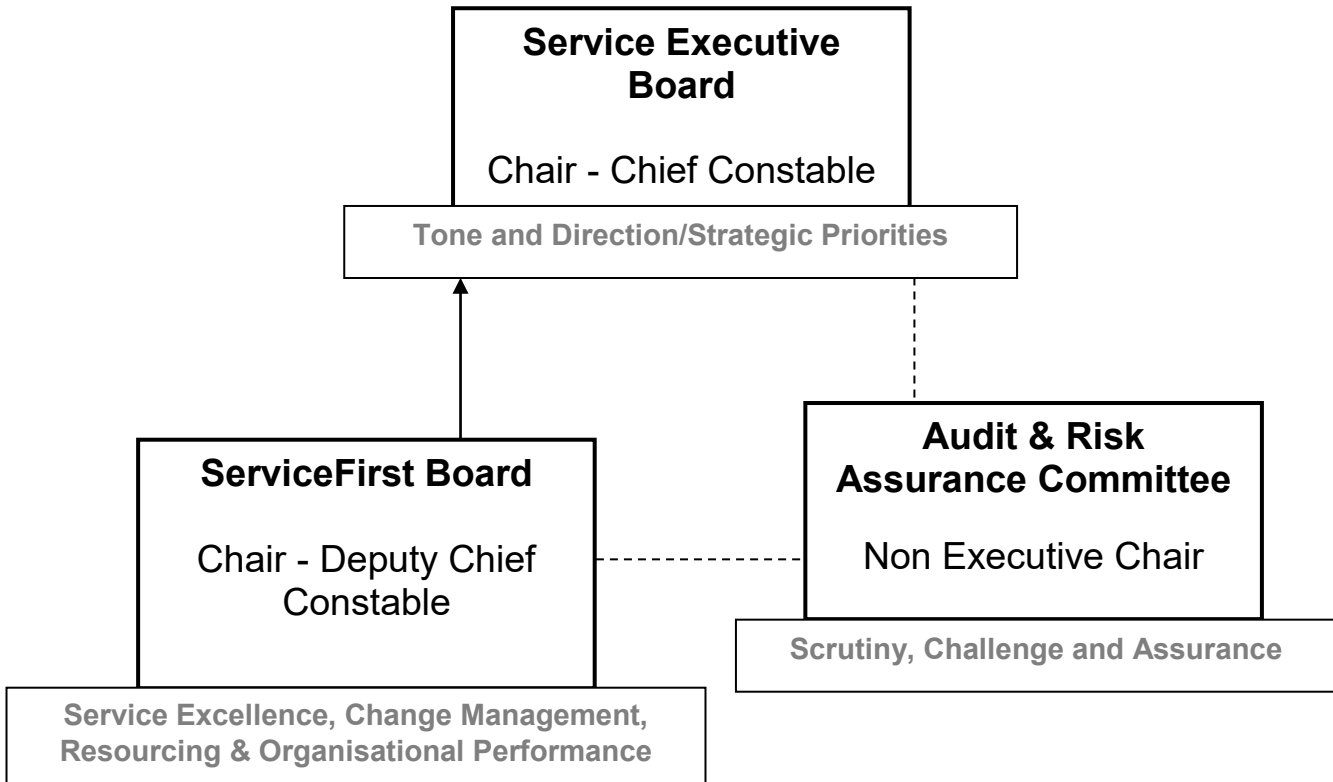 Service Executive
Board
Chair - Chief Constable
Tone and Direction/Strategic Priorities
ServiceFirst Board
Chair - Deputy Chief
Constable
Service Excellence, Change Management,
Resourcing & Organisational Performance
Audit & Risk
Assurance Committee
Non Executive Chair
Scrutiny, Challenge and Assurance